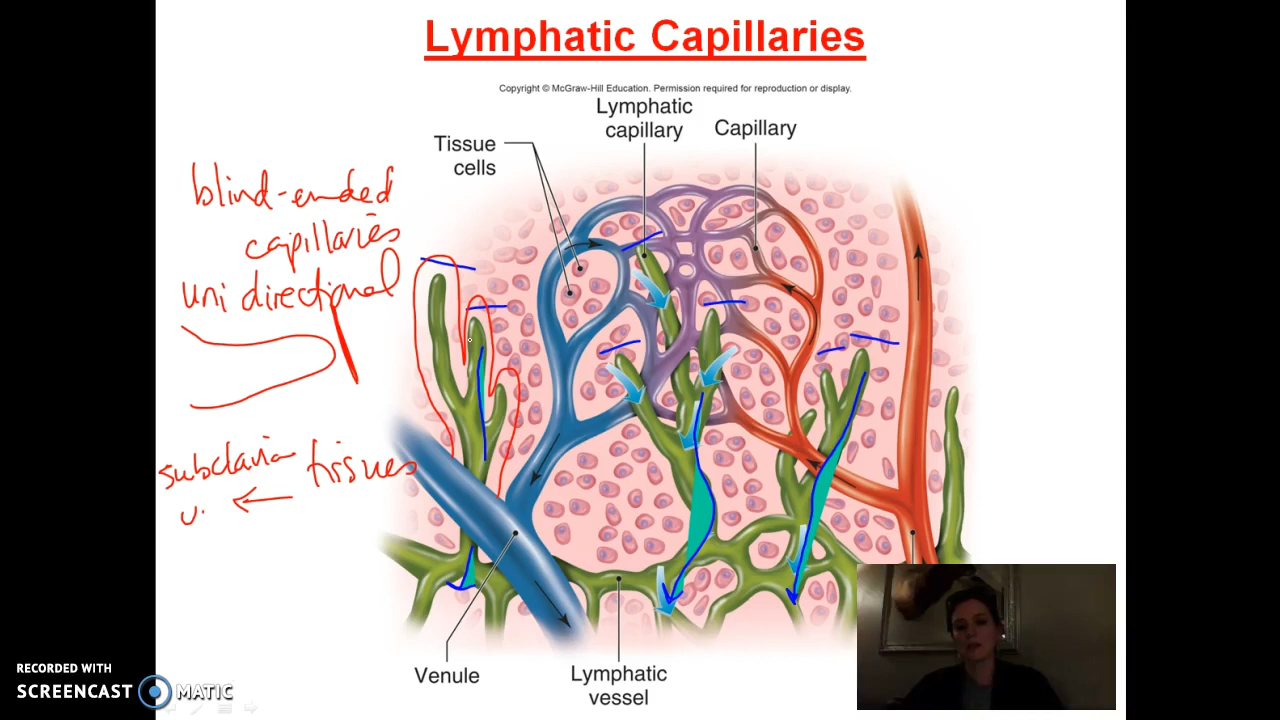 Lymphatic Capillaries
Copyright © McGraw-Hill Education. Permission required for reproduction or display.
Lymphatic
capillary
Capillary
Tissue
cells
blind-ended
capillaries
uni directional
subclavian
v.
← tissues
Venule
Lymphatic
vessel
RECORDED WITH
SCREENCAST MATIC